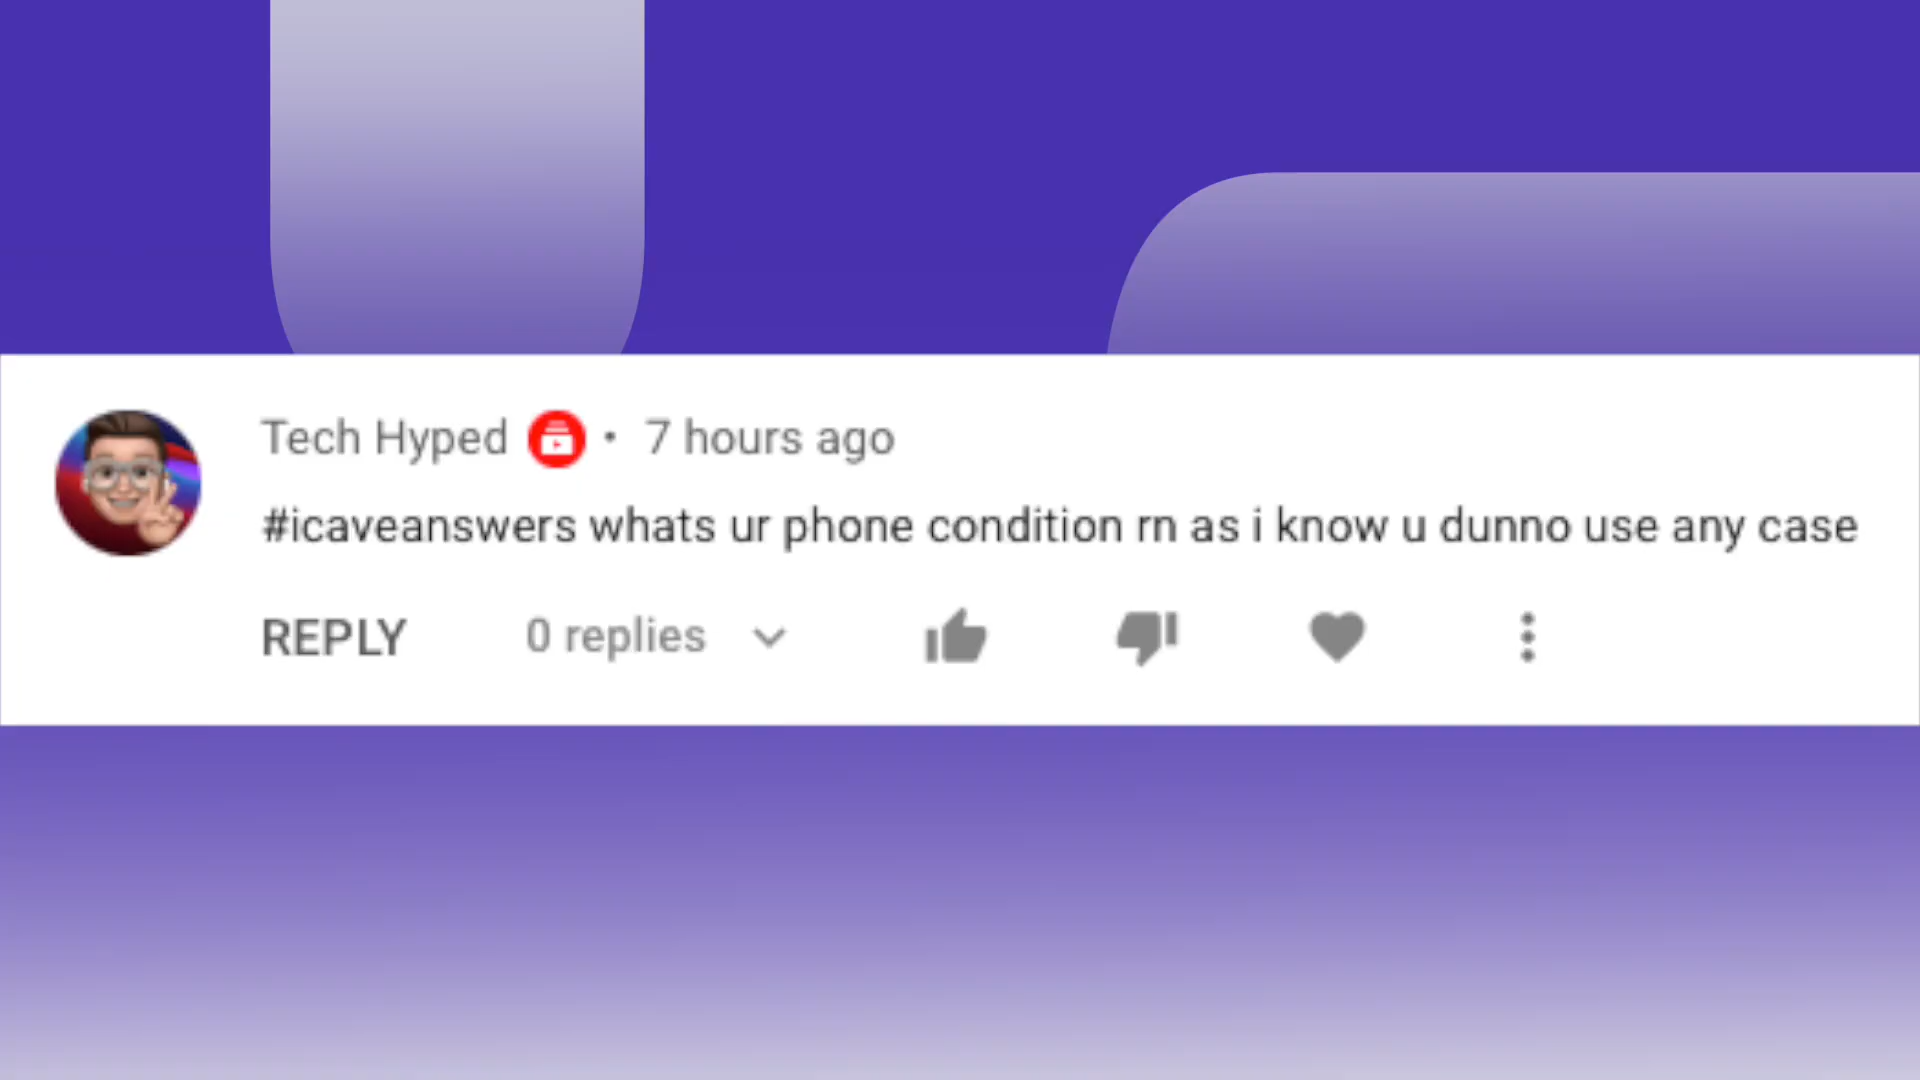 Tech Hyped • 7 hours ago
#icaveanswers whats ur phone condition rn as i know u dunno use any case
REPLY 0 replies